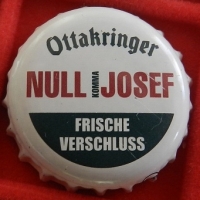 Ottakringer
NULL KOMMA JOSEF
FRISCHE
VERSCHLUSS